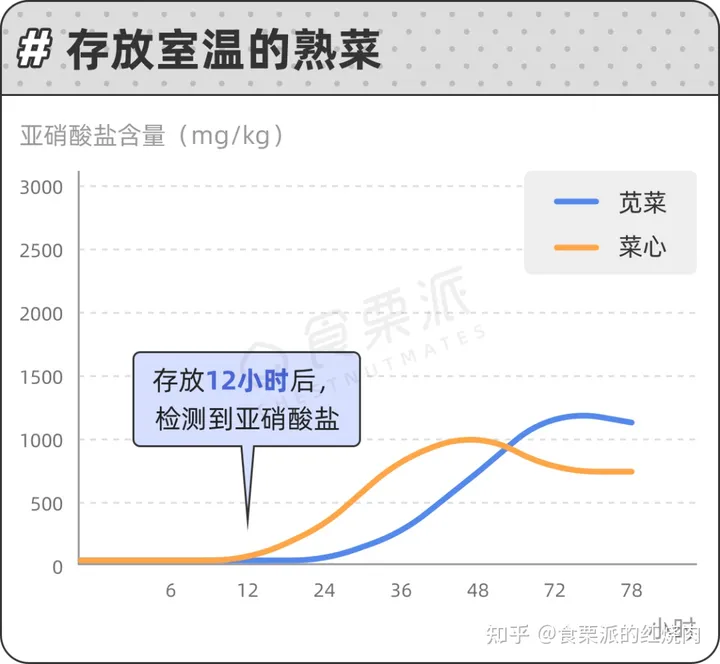 # 存放室温的熟菜
亚硝酸盐含量（mg/kg）
苋菜
菜心
3000
2500
2000
1500
1000
500
0
食栗派
CHESTNUTMATES
存放12小时后，
检测到亚硝酸盐
6 12 24 36 48 72 78
小时
知乎 @食栗派的红烧肉